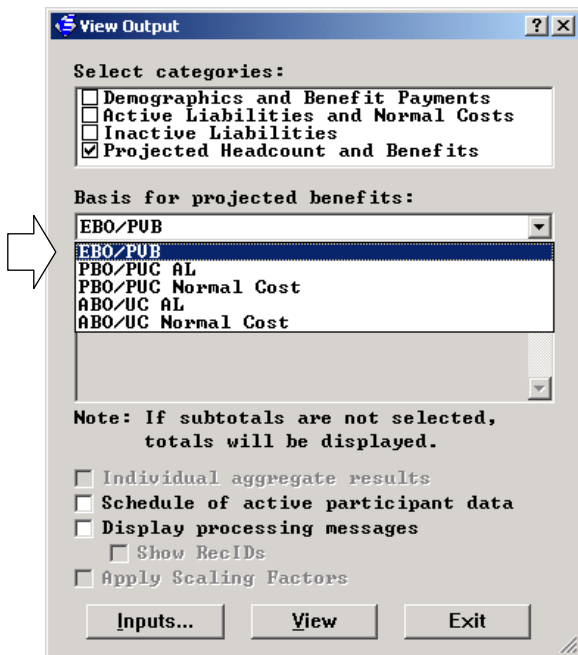 View Output
Select categories:
Demographics and Benefit Payments
Active Liabilities and Normal Costs
Inactive Liabilities
Projected Headcount and Benefits
Basis for projected benefits:
EBO/PVB
EBO/PVB
PBO/PUC AL
PBO/PUC Normal Cost
ABO/UC AL
ABO/UC Normal Cost
Note: If subtotals are not selected,
totals will be displayed.
Individual aggregate results
Schedule of active participant data
Display processing messages
Show RecIDs
Apply Scaling Factors
Inputs... View Exit